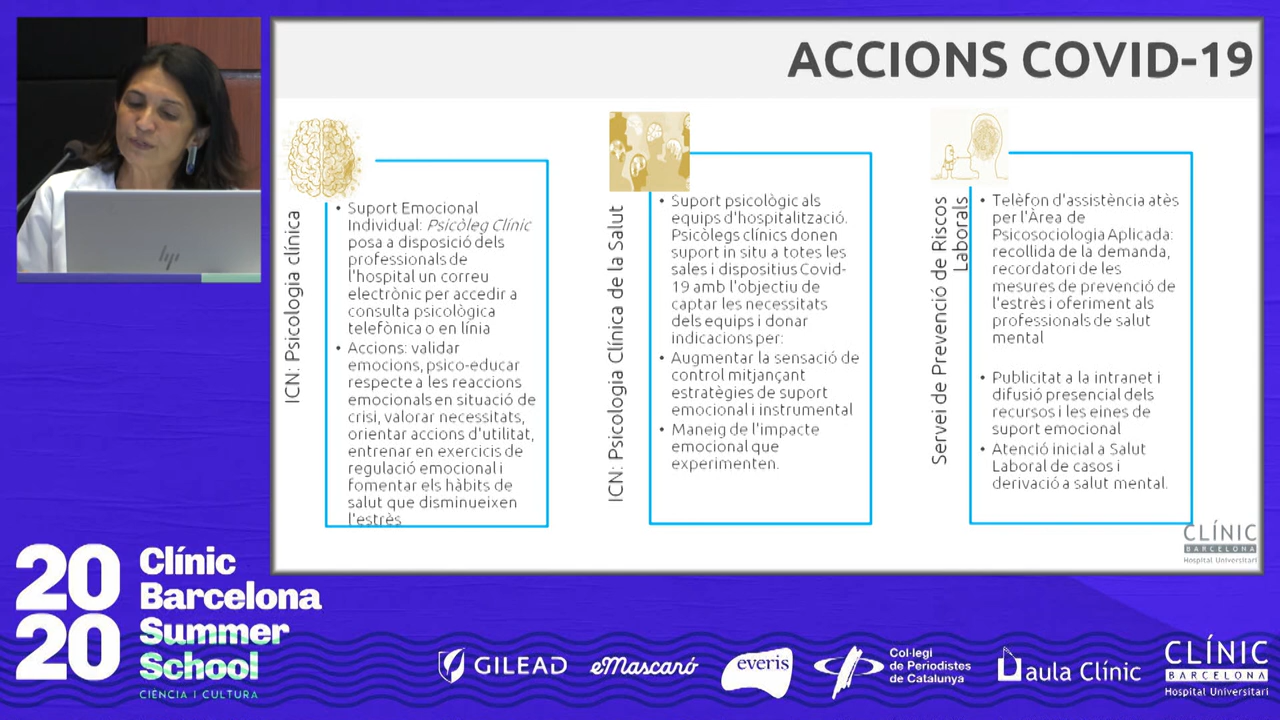 ACCIONS COVID-19
ICN: Psicologia clínica
• Suport Emocional
Individual: Psicòleg Clínic
posa a disposició dels
professionals de
l'hospital un correu
electrònic per accedir a
consulta psicològica
telefònica o en línia
• Accions: validar
emocions, psico-educar
respecte a les reaccions
emocionals en situació de
crisi, valorar necessitats,
orientar accions d'utilitat,
entrenar en exercicis de
regulació emocional i
fomentar els hàbits de
salut que disminueixen
l'estrès
ICN: Psicologia Clínica de la Salut
• Suport psicològic als
equips d'hospitalització.
Psicòlegs clínics donen
suport in situ a totes les
sales i dispositius Covid-
19 amb l'objectiu de
captar les necessitats
dels equips i donar
indicacions per:
• Augmentar la sensació de
control mitjançant
estratègies de suport
emocional i instrumental
• Maneig de l'impacte
emocional que
experimenten.
Servei de Prevenció de Riscos
Laborals
• Telèfon d'assistència atès
per l'Àrea de
Psicosociologia Aplicada:
recollida de la demanda,
recordatori de les
mesures de prevenció de
l'estrès i oferiment als
professionals de salut
mental
• Publicitat a la intranet i
difusió presencial dels
recursos i les eines de
suport emocional
• Atenció inicial a Salut
Laboral de casos i
derivació a salut mental.
CLÍNIC
BARCELONA
Hospital Universitari
hp
20
20
Clínic
Barcelona
Summer
School
CIÈNCIA I CULTURA
GILEAD
eMascaró
everis
Col·legi
de Periodistes
de Catalunya
aula Clínic
CLÍNIC
BARCELONA
Hospital Universitari